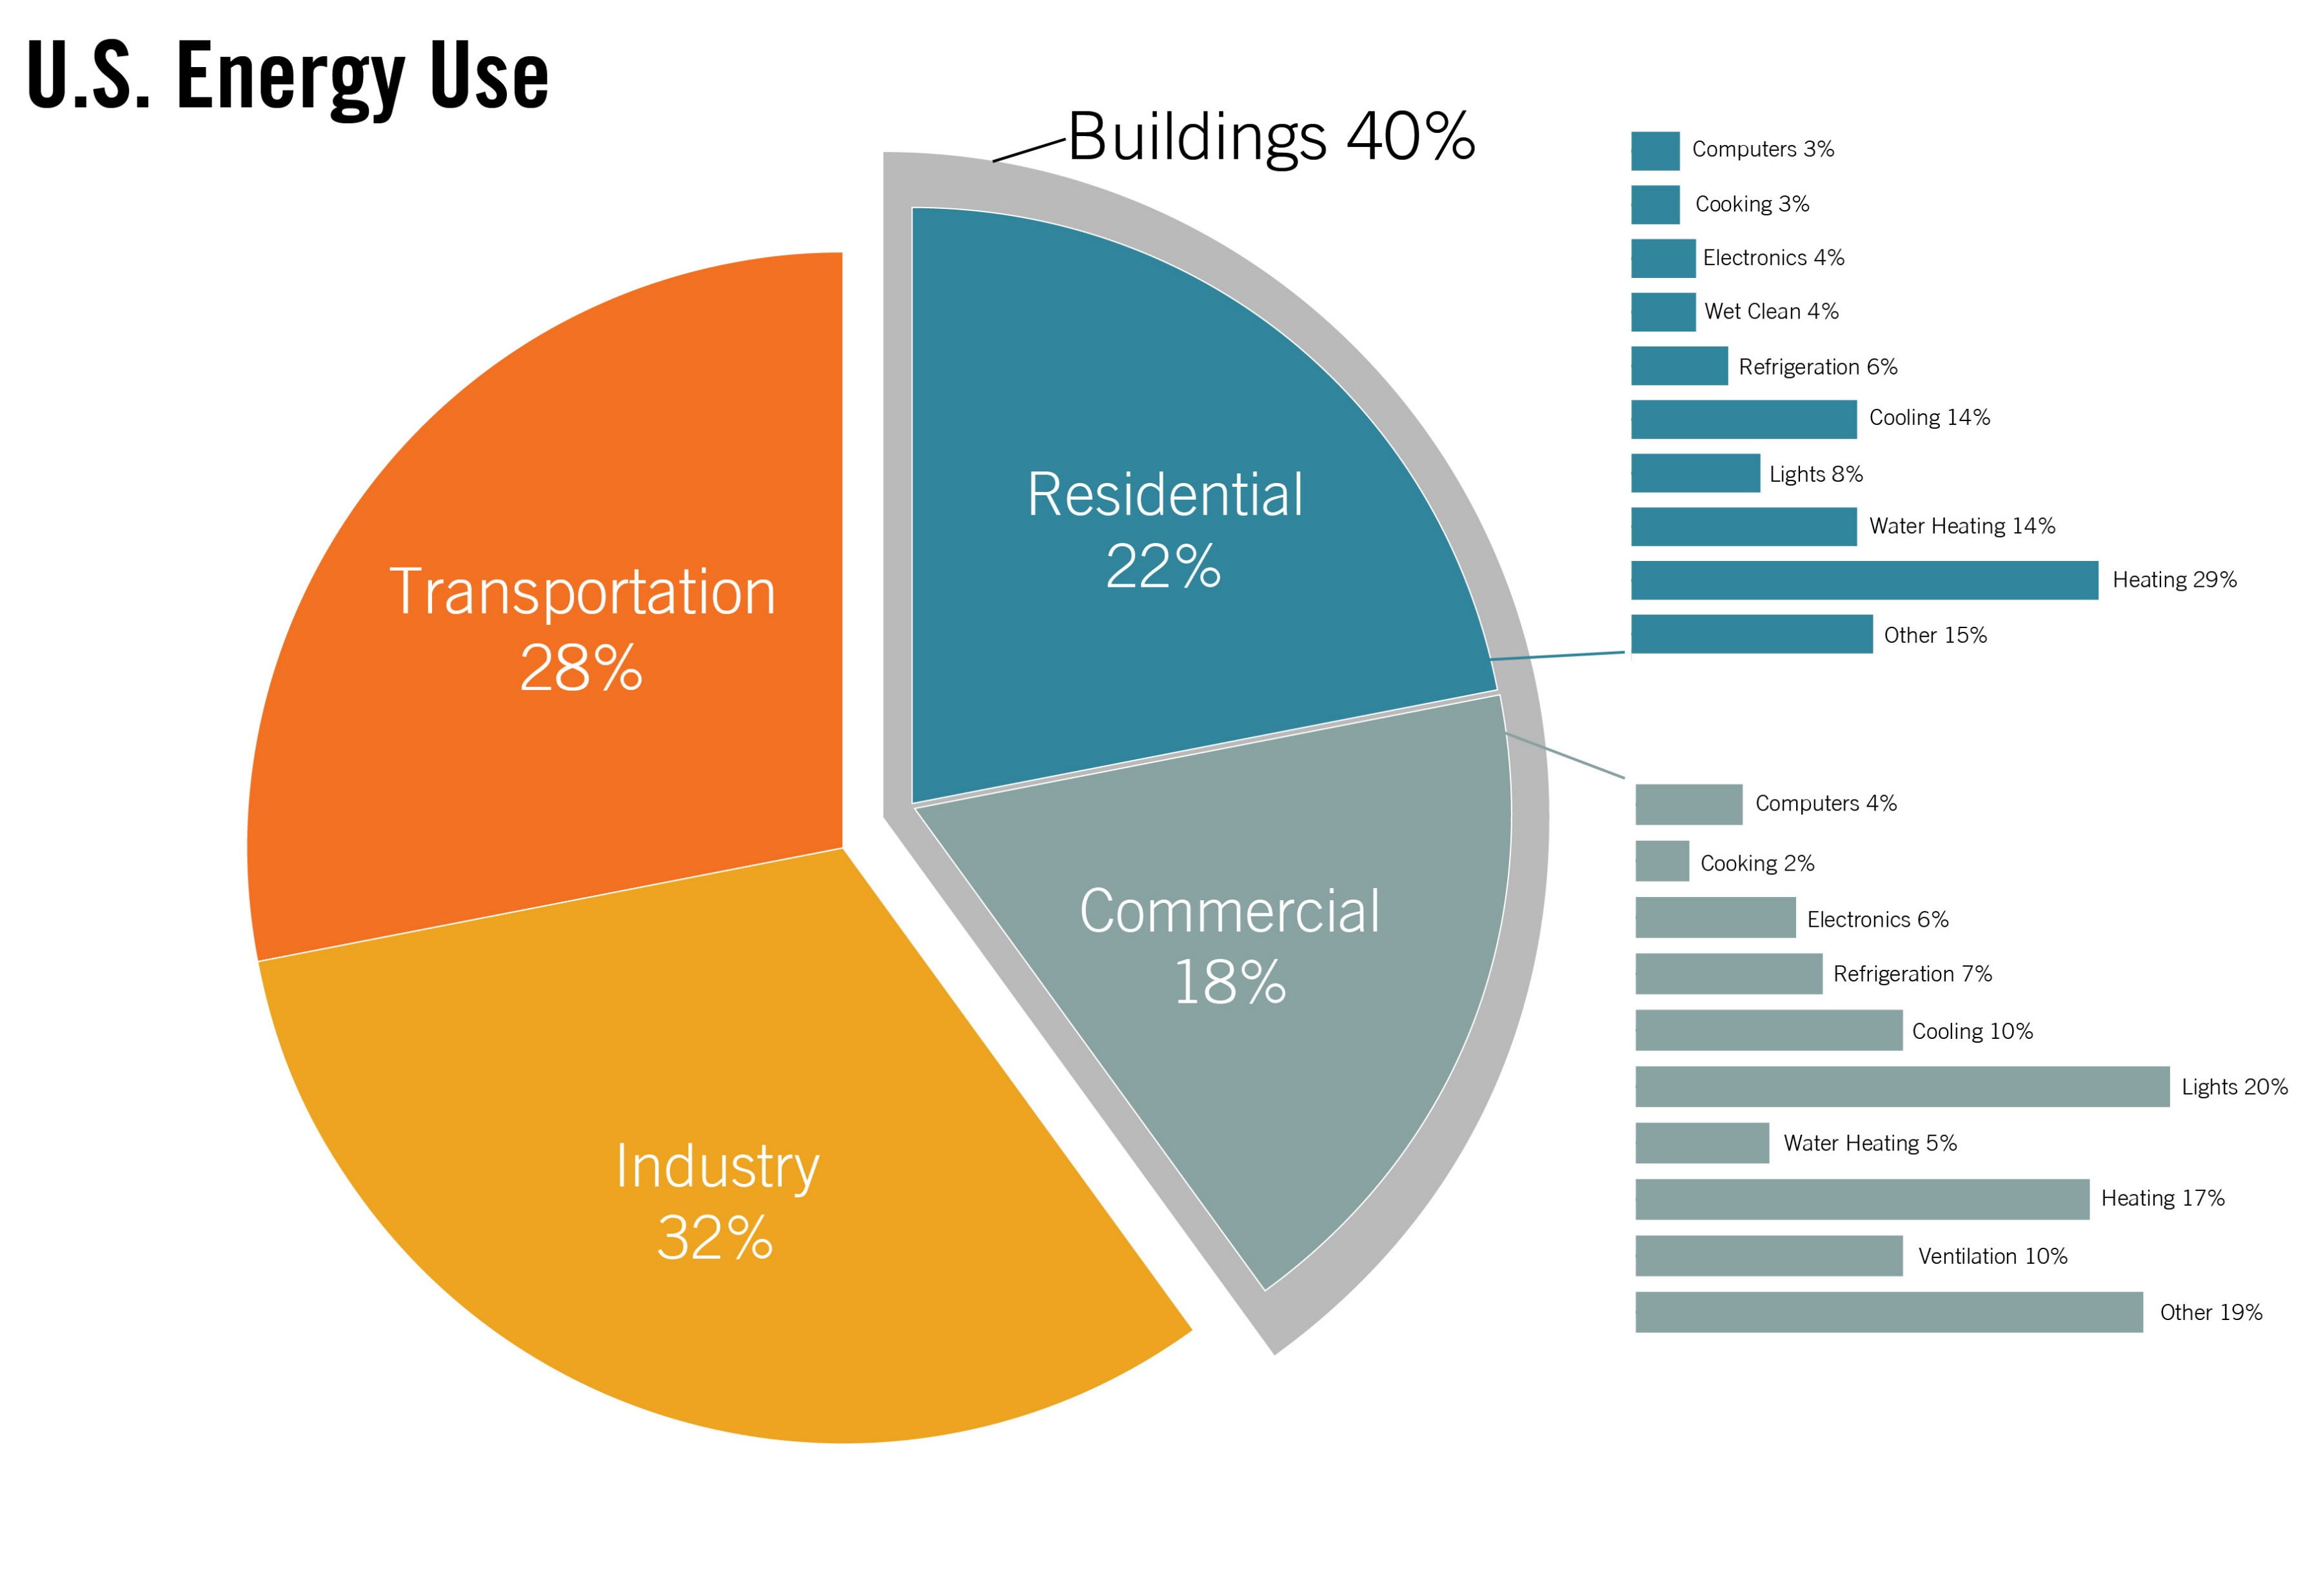 U.S. Energy Use
Buildings 40%
Residential
22%
Transportation
28%
Commercial
18%
Industry
32%
Computers 3%
Cooking 3%
Electronics 4%
Wet Clean 4%
Refrigeration 6%
Cooling 14%
Lights 8%
Water Heating 14%
Heating 29%
Other 15%
Computers 4%
Cooking 2%
Electronics 6%
Refrigeration 7%
Cooling 10%
Lights 20%
Water Heating 5%
Heating 17%
Ventilation 10%
Other 19%